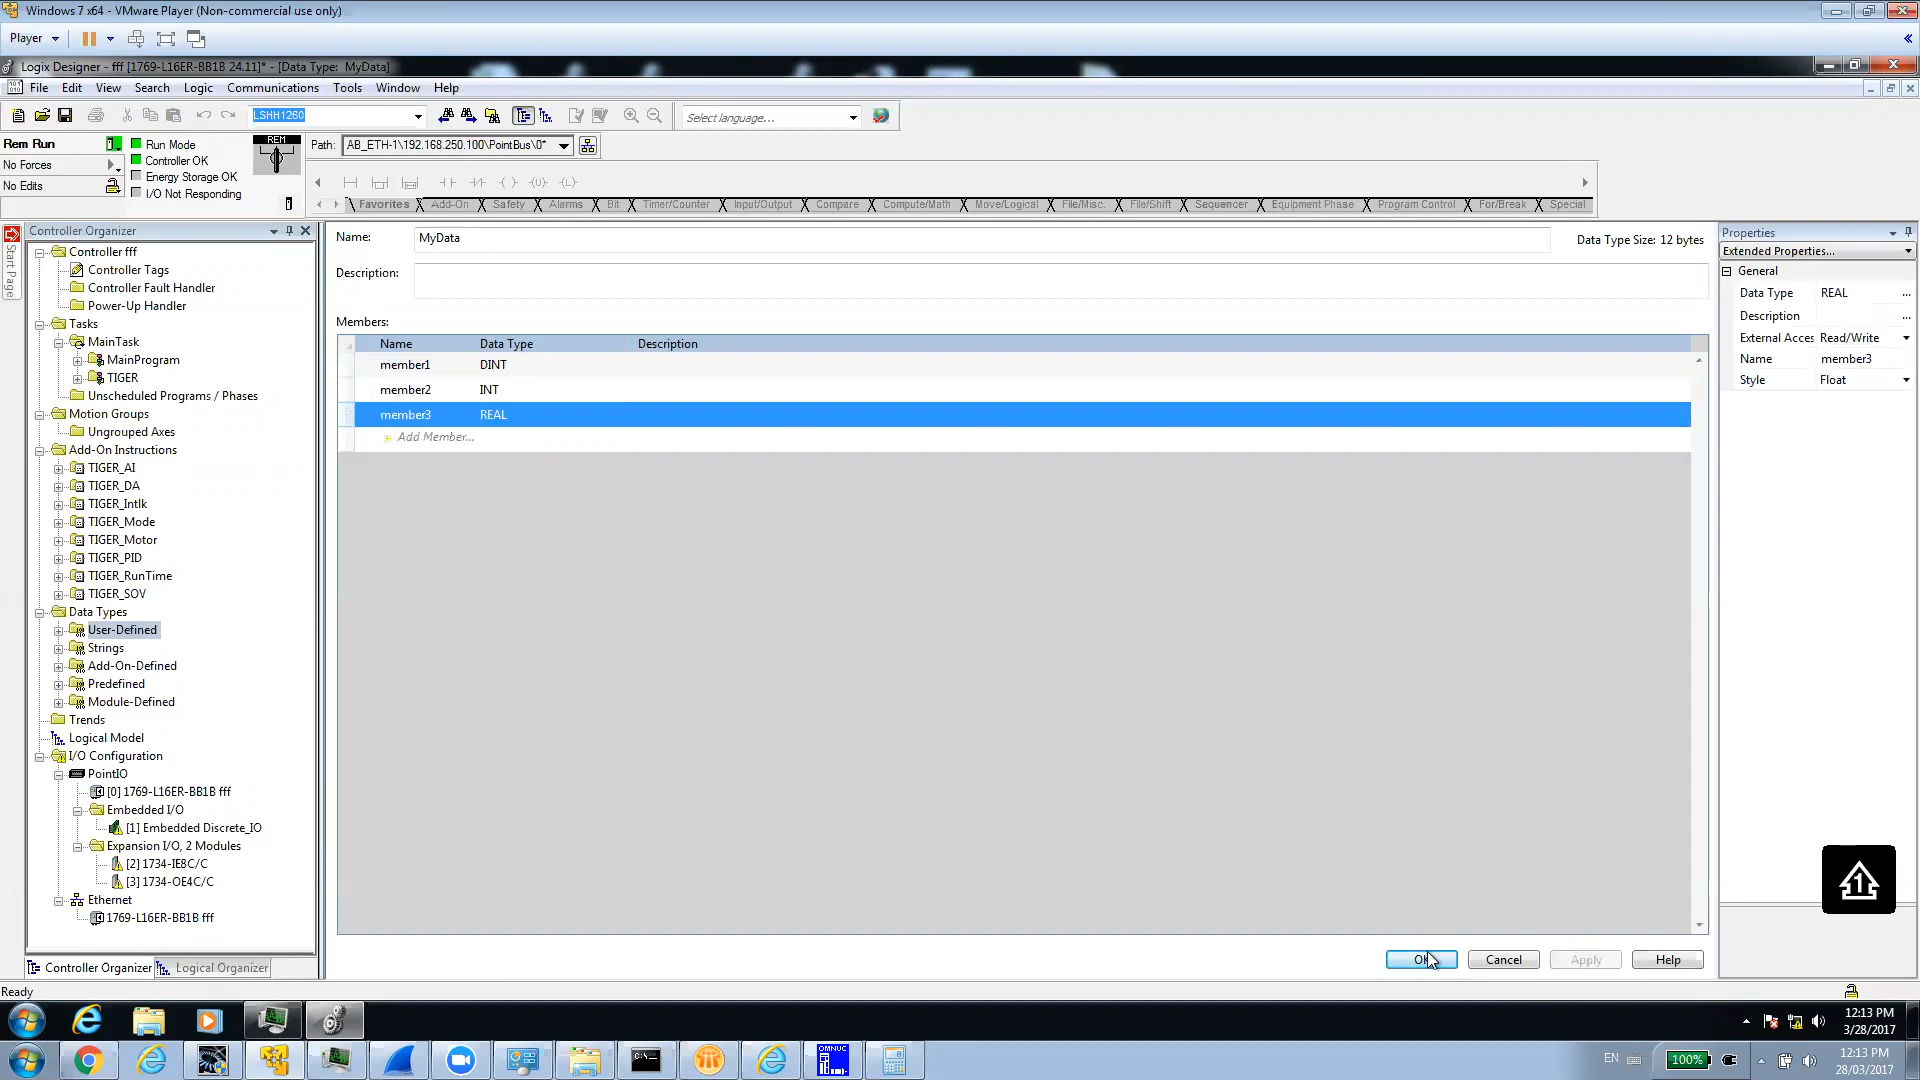 Windows 7 x64 - VMware Player (Non-commercial use only)
Player
Logix Designer - fff [1769-L16ER-BB1B 24.11]* - [Data Type: MyData]
File Edit View Search Logic Communications Tools Window Help
LSHH1260
Select language...
Rem Run
No Forces
No Edits
Run Mode
Controller OK
Energy Storage OK
I/O Not Responding
REM
Path: AB_ETH-1\192.168.250.100\PointBus\0*
Favorites Add-On Safety Alarms Bit Timer/Counter Input/Output Compare Compute/Math Move/Logical File/Misc. File/Shift Sequencer Equipment Phase Program Control For/Break Special
Start Page
Controller Organizer
Controller fff
Controller Tags
Controller Fault Handler
Power-Up Handler
Tasks
MainTask
MainProgram
TIGER
Unscheduled Programs / Phases
Motion Groups
Ungrouped Axes
Add-On Instructions
TIGER_AI
TIGER_DA
TIGER_Intlk
TIGER_Mode
TIGER_Motor
TIGER_PID
TIGER_RunTime
TIGER_SOV
Data Types
User-Defined
Strings
Add-On-Defined
Predefined
Module-Defined
Trends
Logical Model
I/O Configuration
PointIO
[0] 1769-L16ER-BB1B fff
Embedded I/O
[1] Embedded Discrete_IO
Expansion I/O, 2 Modules
[2] 1734-IE8C/C
[3] 1734-OE4C/C
Ethernet
1769-L16ER-BB1B fff
Controller Organizer Logical Organizer
Name: MyData Data Type Size: 12 bytes
Description:
Members:
Name Data Type Description
member1 DINT
member2 INT
member3 REAL
Add Member...
OK Cancel Apply Help
Properties
Extended Properties...
General
Data Type REAL ...
Description ...
External Acces Read/Write
Name member3
Style Float
Ready
12:13 PM
3/28/2017
OMNUC
EN
100%
12:13 PM
28/03/2017